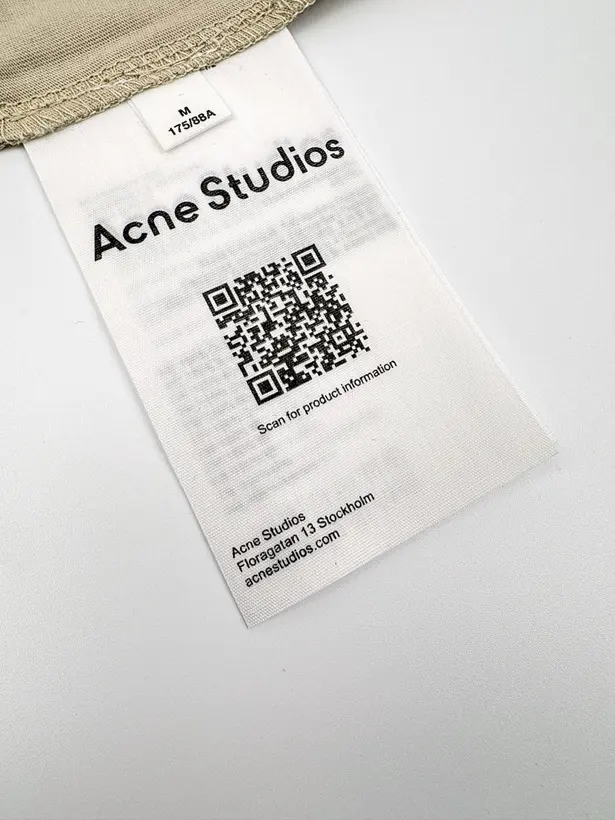 M
175/88A
Acne Studios
Scan for product information
Acne Studios
Floragatan 13 Stockholm
acnestudios.com